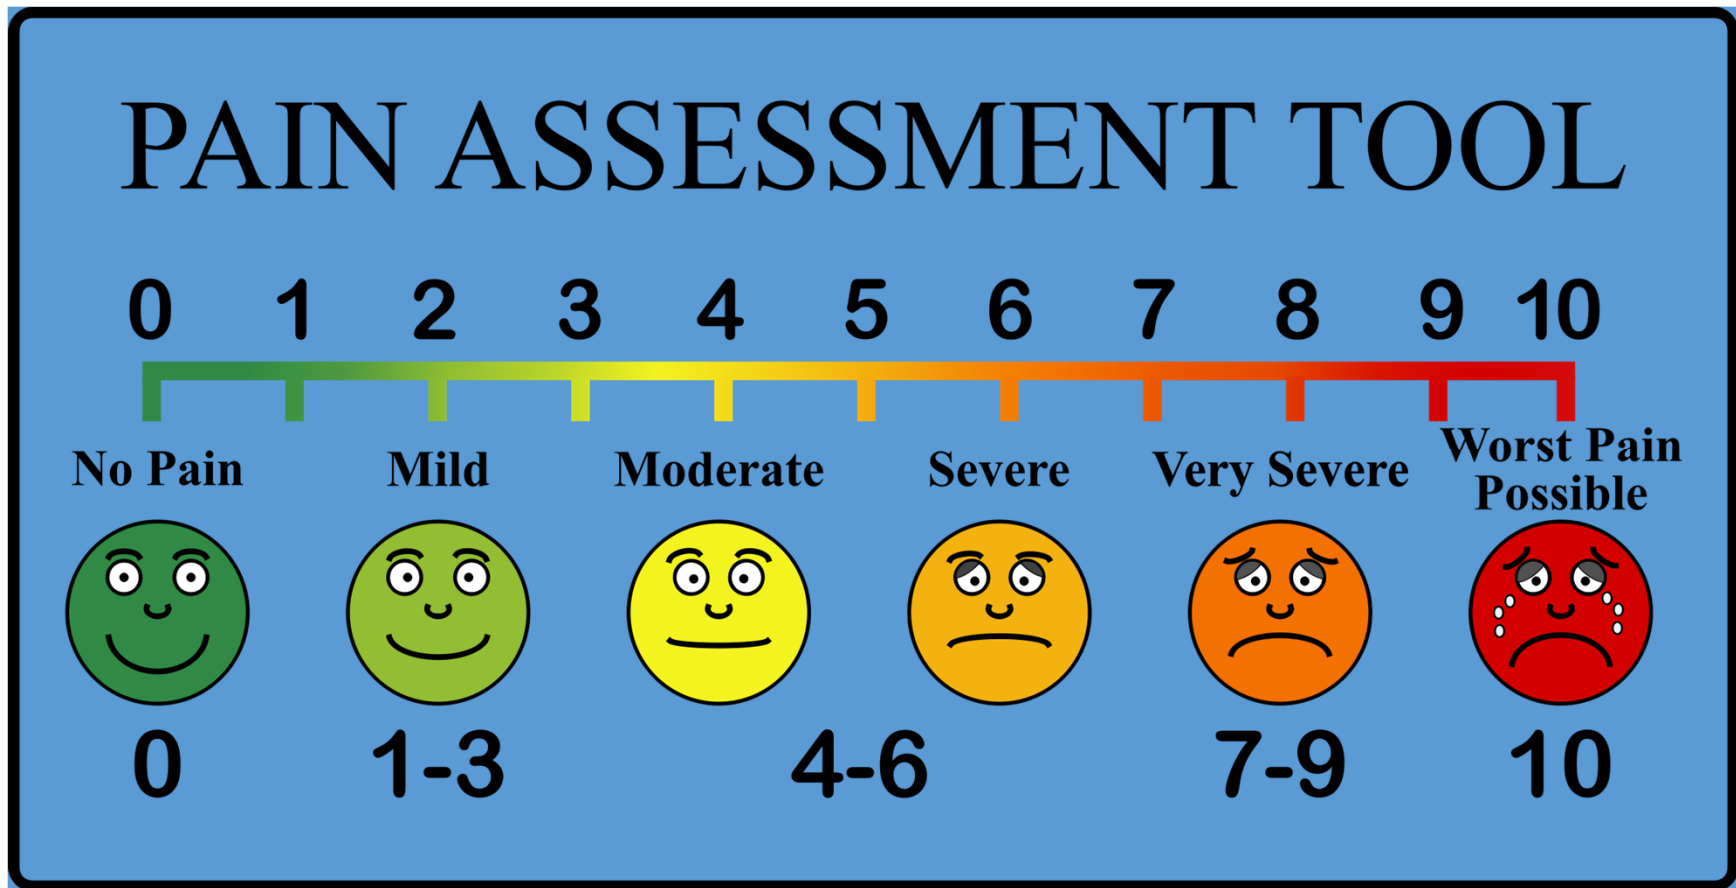 PAIN ASSESSMENT TOOL
0 1 2 3 4 5 6 7 8 9 10
No Pain Mild Moderate Severe Very Severe Worst Pain
Possible
0 1-3 4-6 7-9 10